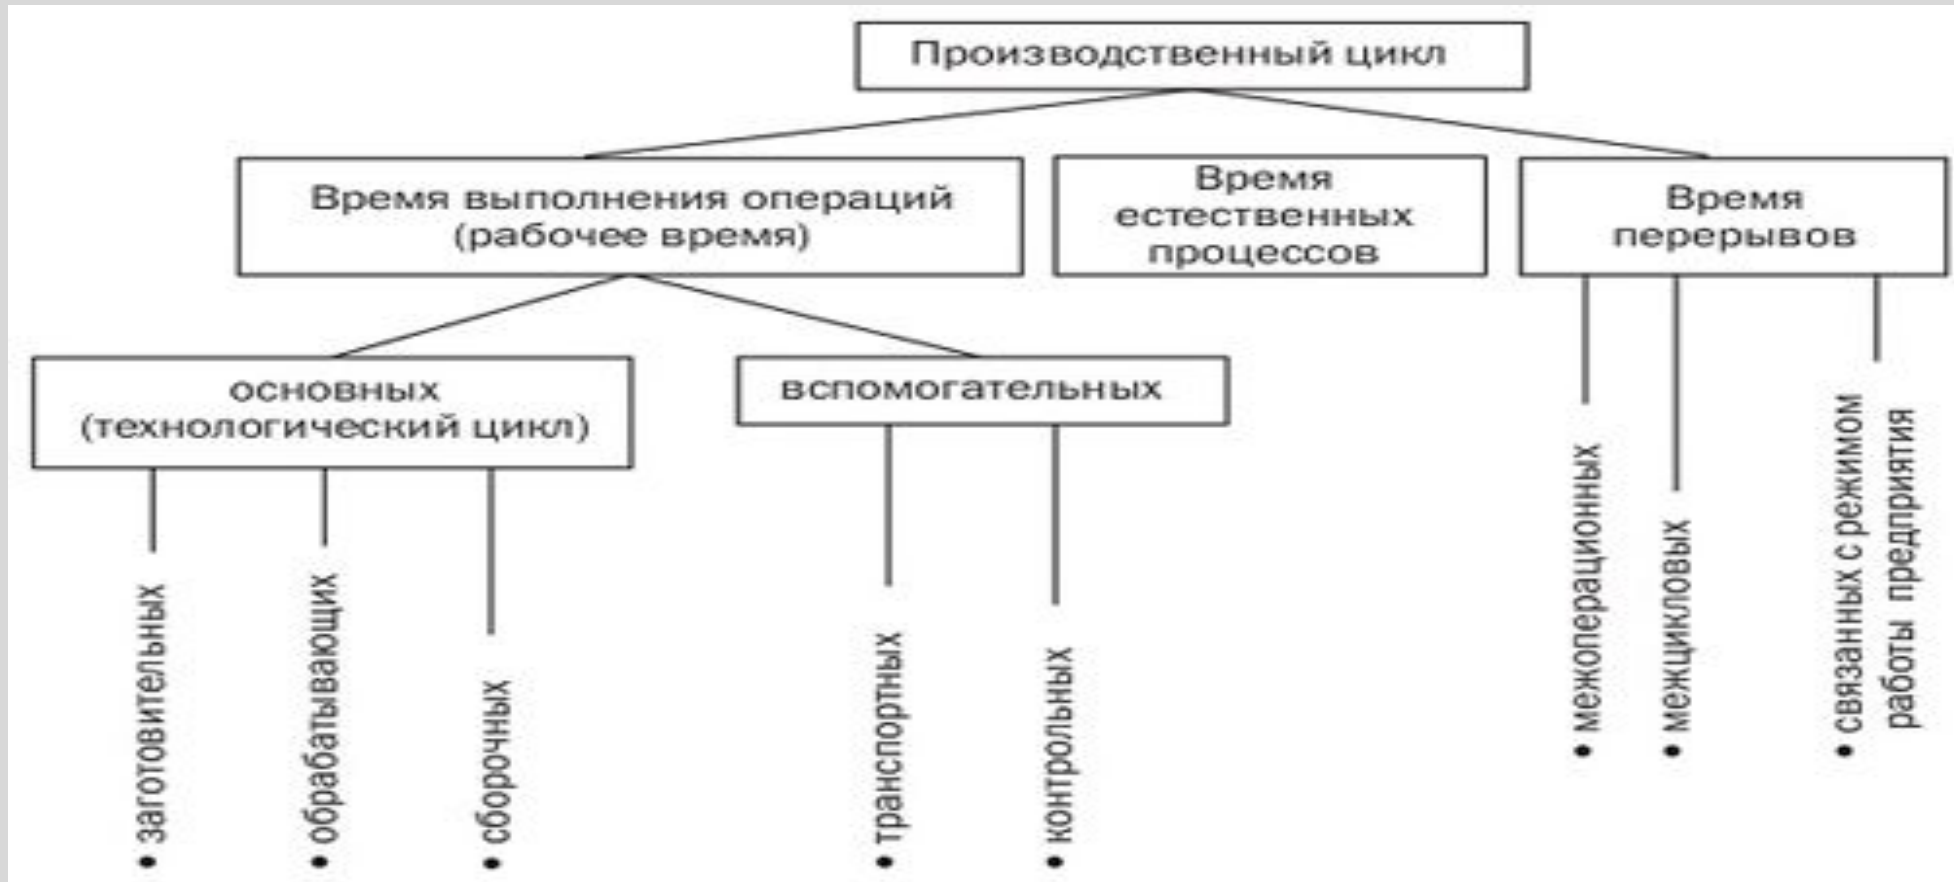 Производственный цикл
Время выполнения операций
(рабочее время)
Время
естественных
процессов
Время
перерывов
основных
(технологический цикл)
вспомогательных
• заготовительных
• обрабатывающих
• сборочных
• транспортных
• контрольных
• межоперационных
• межцикловых
• связанных с режимом
работы предприятия